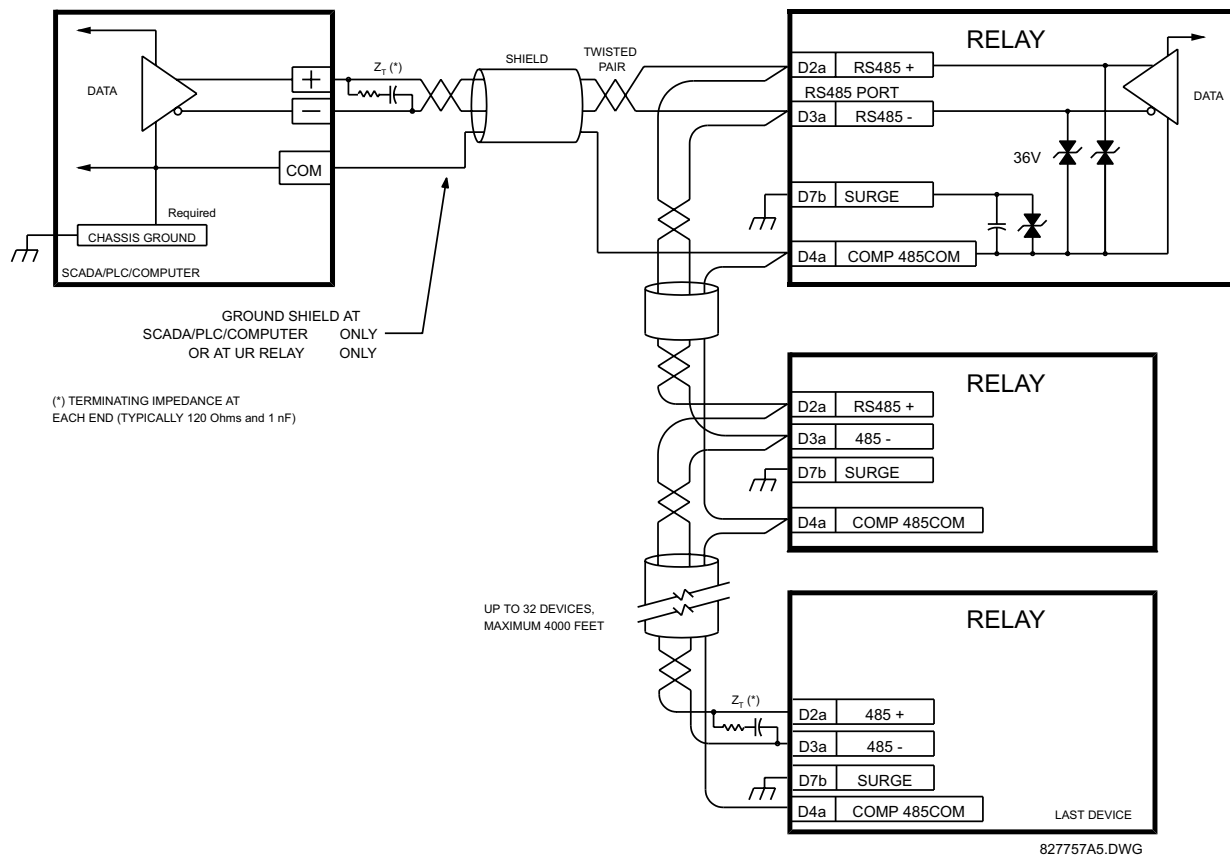 DATA
+
−
COM
Required
CHASSIS GROUND
SCADA/PLC/COMPUTER
Z_T (*)
SHIELD
TWISTED
PAIR
GROUND SHIELD AT
SCADA/PLC/COMPUTER ONLY
OR AT UR RELAY ONLY
(*) TERMINATING IMPEDANCE AT
EACH END (TYPICALLY 120 Ohms and 1 nF)
RELAY
D2a RS485 +
RS485 PORT
D3a RS485 -
DATA
36V
D7b SURGE
D4a COMP 485COM
RELAY
D2a RS485 +
D3a 485 -
D7b SURGE
D4a COMP 485COM
UP TO 32 DEVICES,
MAXIMUM 4000 FEET
RELAY
Z_T (*)
D2a 485 +
D3a 485 -
D7b SURGE
D4a COMP 485COM
LAST DEVICE
827757A5.DWG